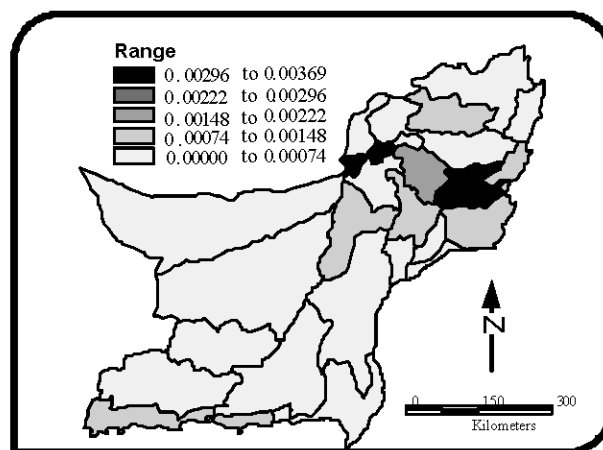 Range
0.00296 to 0.00369
0.00222 to 0.00296
0.00148 to 0.00222
0.00074 to 0.00148
0.00000 to 0.00074
N
0 150 300
Kilometers